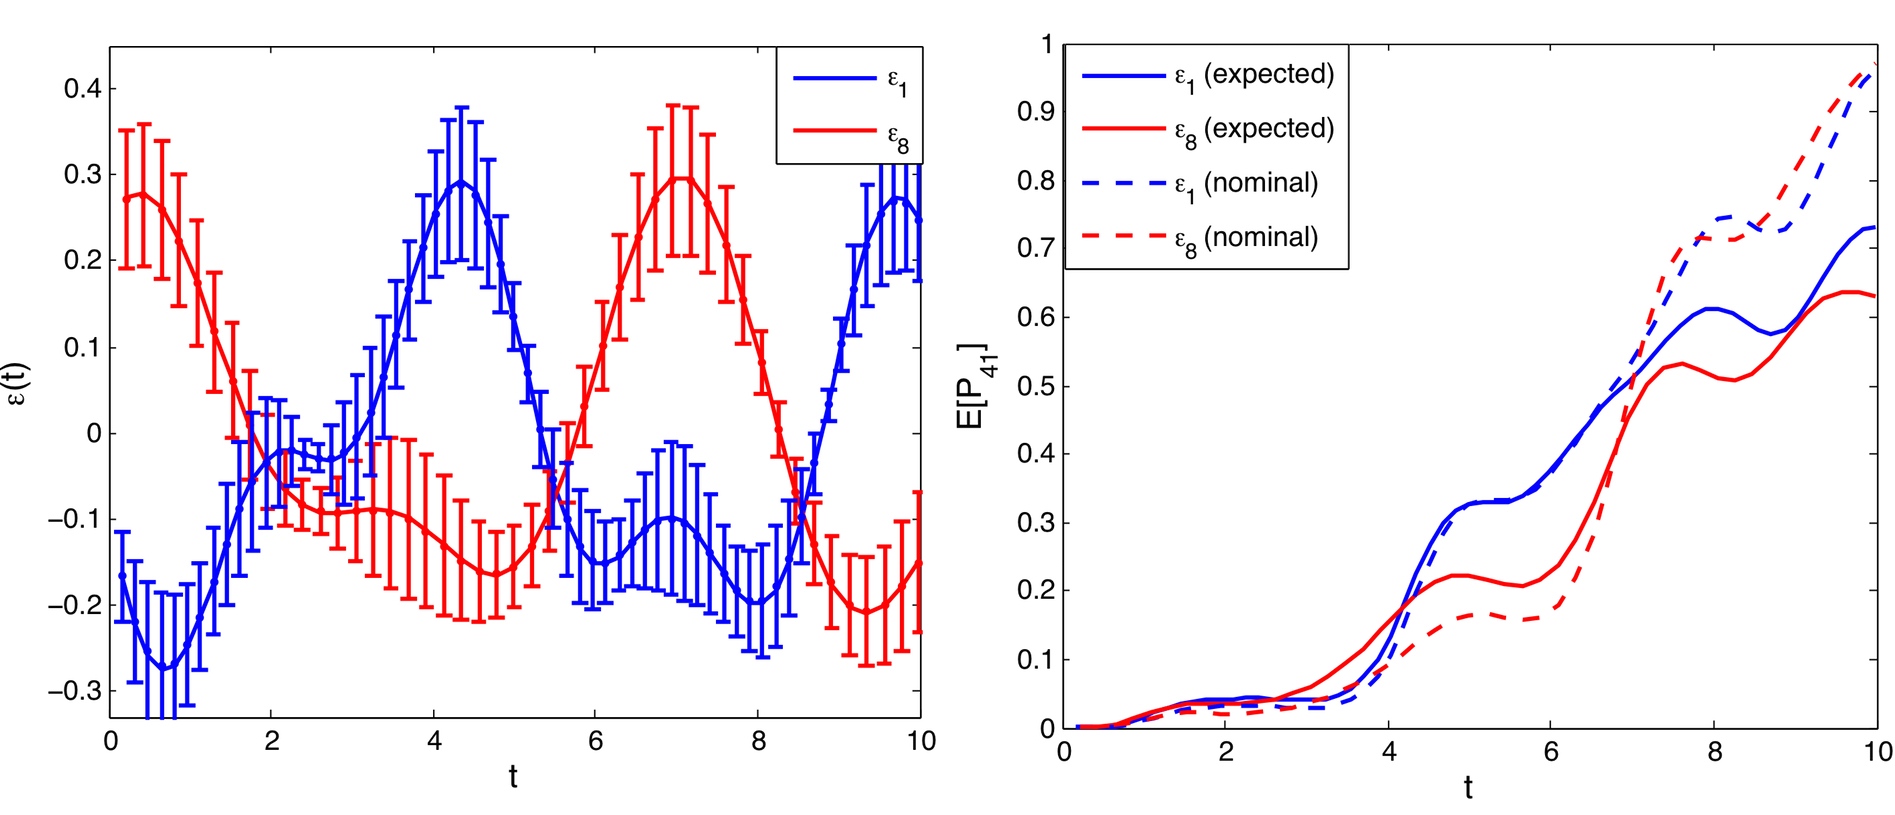 ε1
ε8
0.4
0.3
0.2
0.1
0
−0.1
−0.2
−0.3
ε(t)
0 2 4 6 8 10
t
ε1 (expected)
ε8 (expected)
ε1 (nominal)
ε8 (nominal)
1
0.9
0.8
0.7
0.6
0.5
0.4
0.3
0.2
0.1
0
E[P41]
0 2 4 6 8 10
t